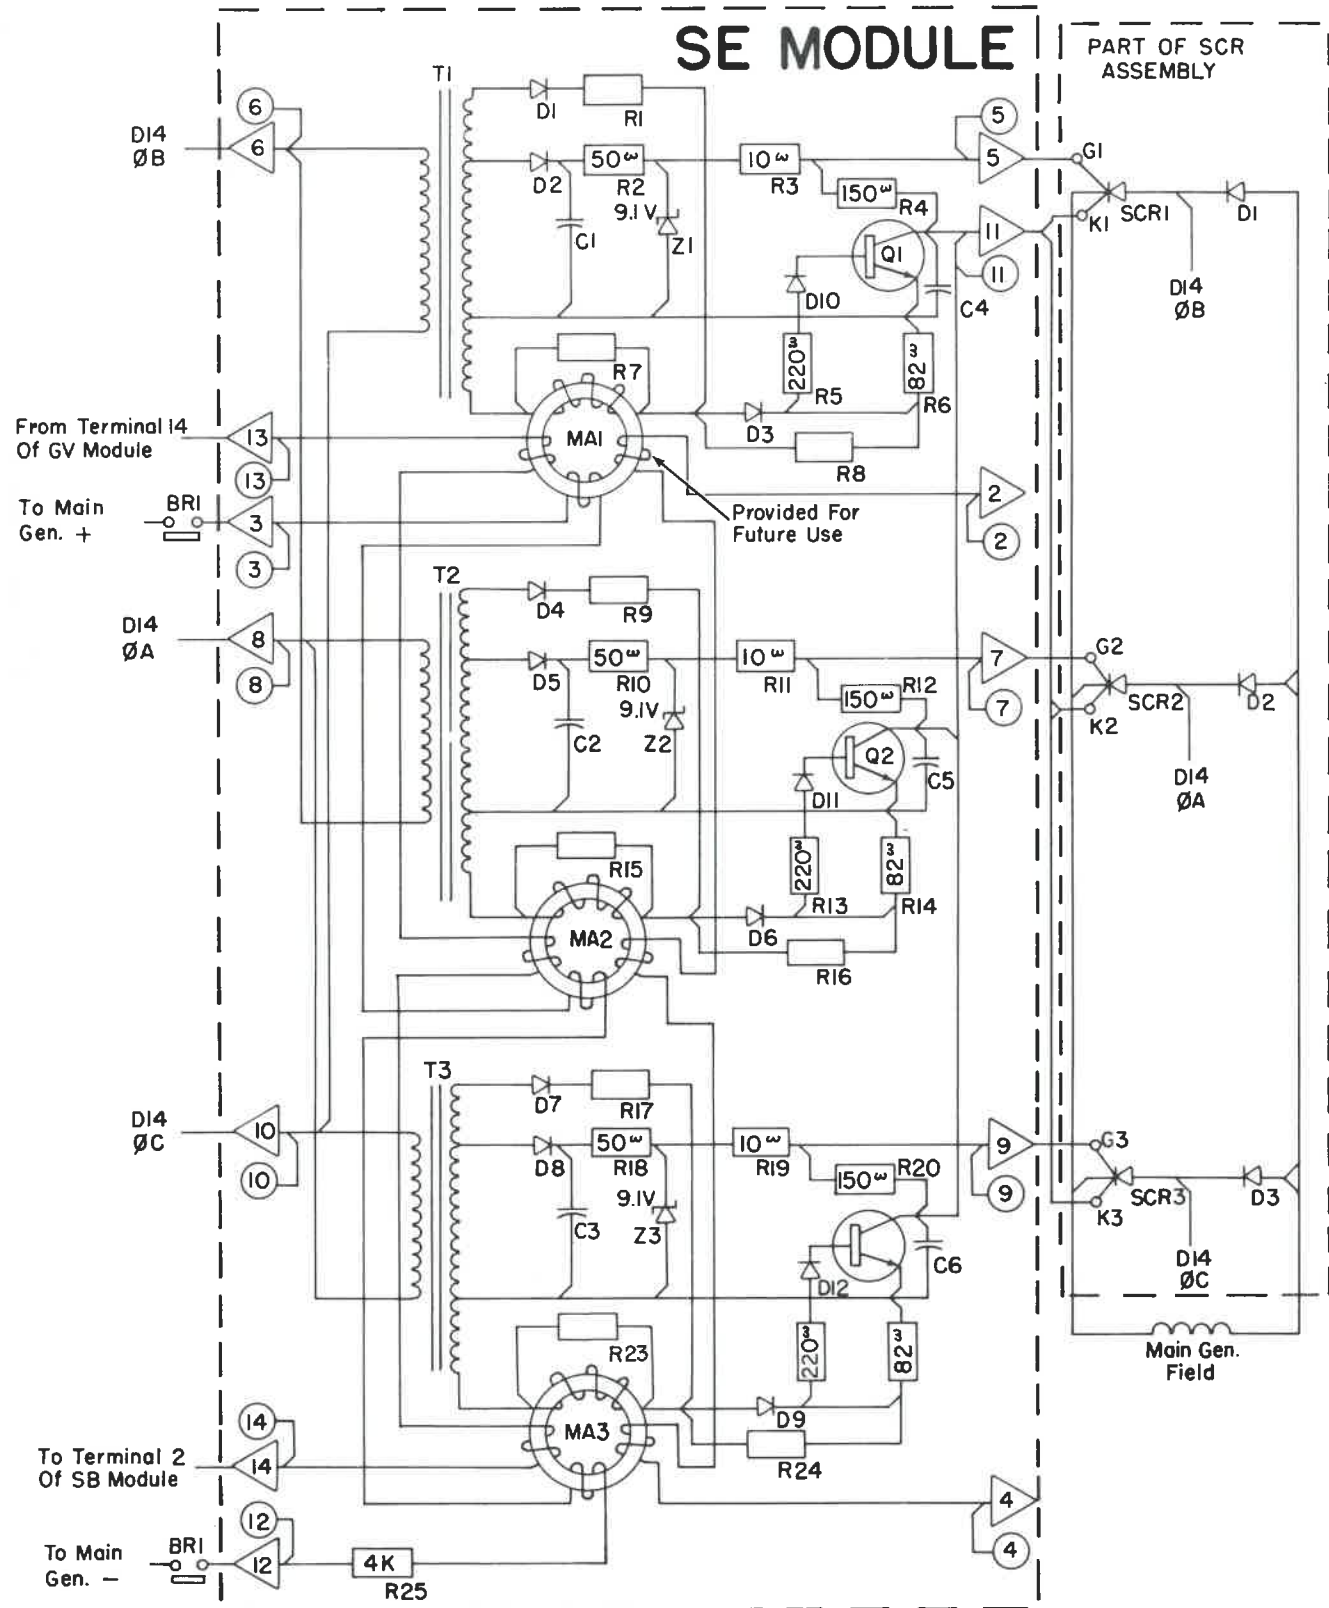 SE MODULE
PART OF SCR
ASSEMBLY
T1
6
D14
ØB
6
D1
R1
5
50ω
D2
R2
9.1V
10ω
R3
5
G1
150ω
R4
C1
Z1
Q1
11
K1
SCR1
D1
11
D10
C4
D14
ØB
R7
220ω
R5
82ω
R6
From Terminal 14
Of GV Module
13
MA1
D3
R8
13
To Main
Gen. +
BR1
3
3
Provided For
Future Use
2
2
T2
D4
R9
D14
ØA
8
50ω
D5
R10
9.1V
10ω
R11
7
G2
8
150ω
R12
7
C2
Z2
Q2
K2
SCR2
D2
D11
C5
D14
ØA
R15
220ω
R13
82ω
R14
MA2
D6
R16
T3
D7
R17
D14
ØC
10
50ω
D8
R18
9.1V
10ω
R19
9
G3
10
150ω
R20
9
C3
Z3
K3
SCR3
D3
D12
C6
D14
ØC
R23
220ω
82ω
Main Gen.
Field
MA3
D9
R24
14
To Terminal 2
Of SB Module
14
4
4
12
To Main
Gen. –
BR1
12
4K
R25